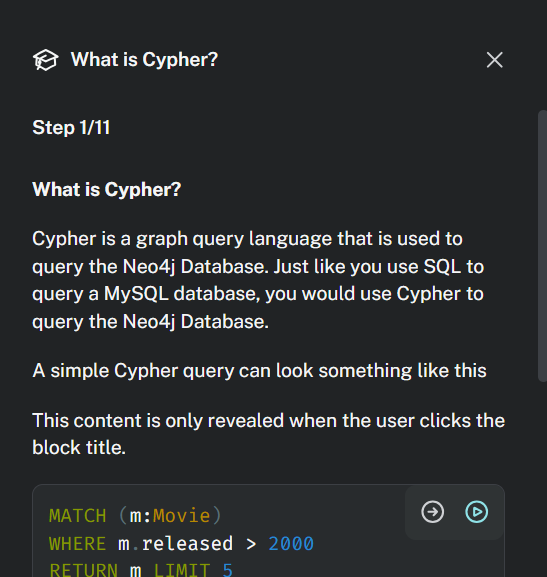 What is Cypher?
Step 1/11
What is Cypher?
Cypher is a graph query language that is used to
query the Neo4j Database. Just like you use SQL to
query a MySQL database, you would use Cypher to
query the Neo4j Database.
A simple Cypher query can look something like this
This content is only revealed when the user clicks the
block title.
MATCH (m:Movie)
WHERE m.released > 2000
RETURN m LIMIT 5